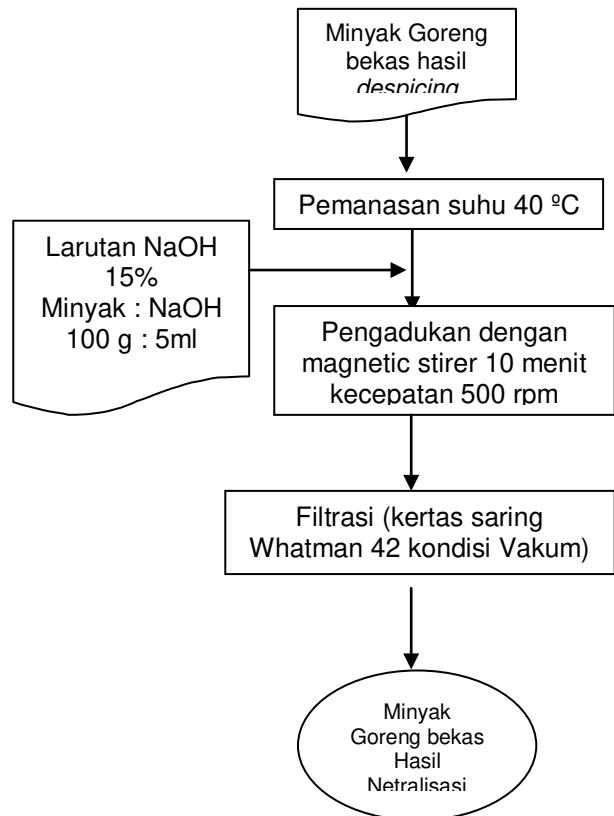 Minyak Goreng
bekas hasil
despicing
Pemanasan suhu 40 ºC
Larutan NaOH
15%
Minyak : NaOH
100 g : 5ml
Pengadukan dengan
magnetic stirer 10 menit
kecepatan 500 rpm
Filtrasi (kertas saring
Whatman 42 kondisi Vakum)
Minyak
Goreng bekas
Hasil
Netralisasi